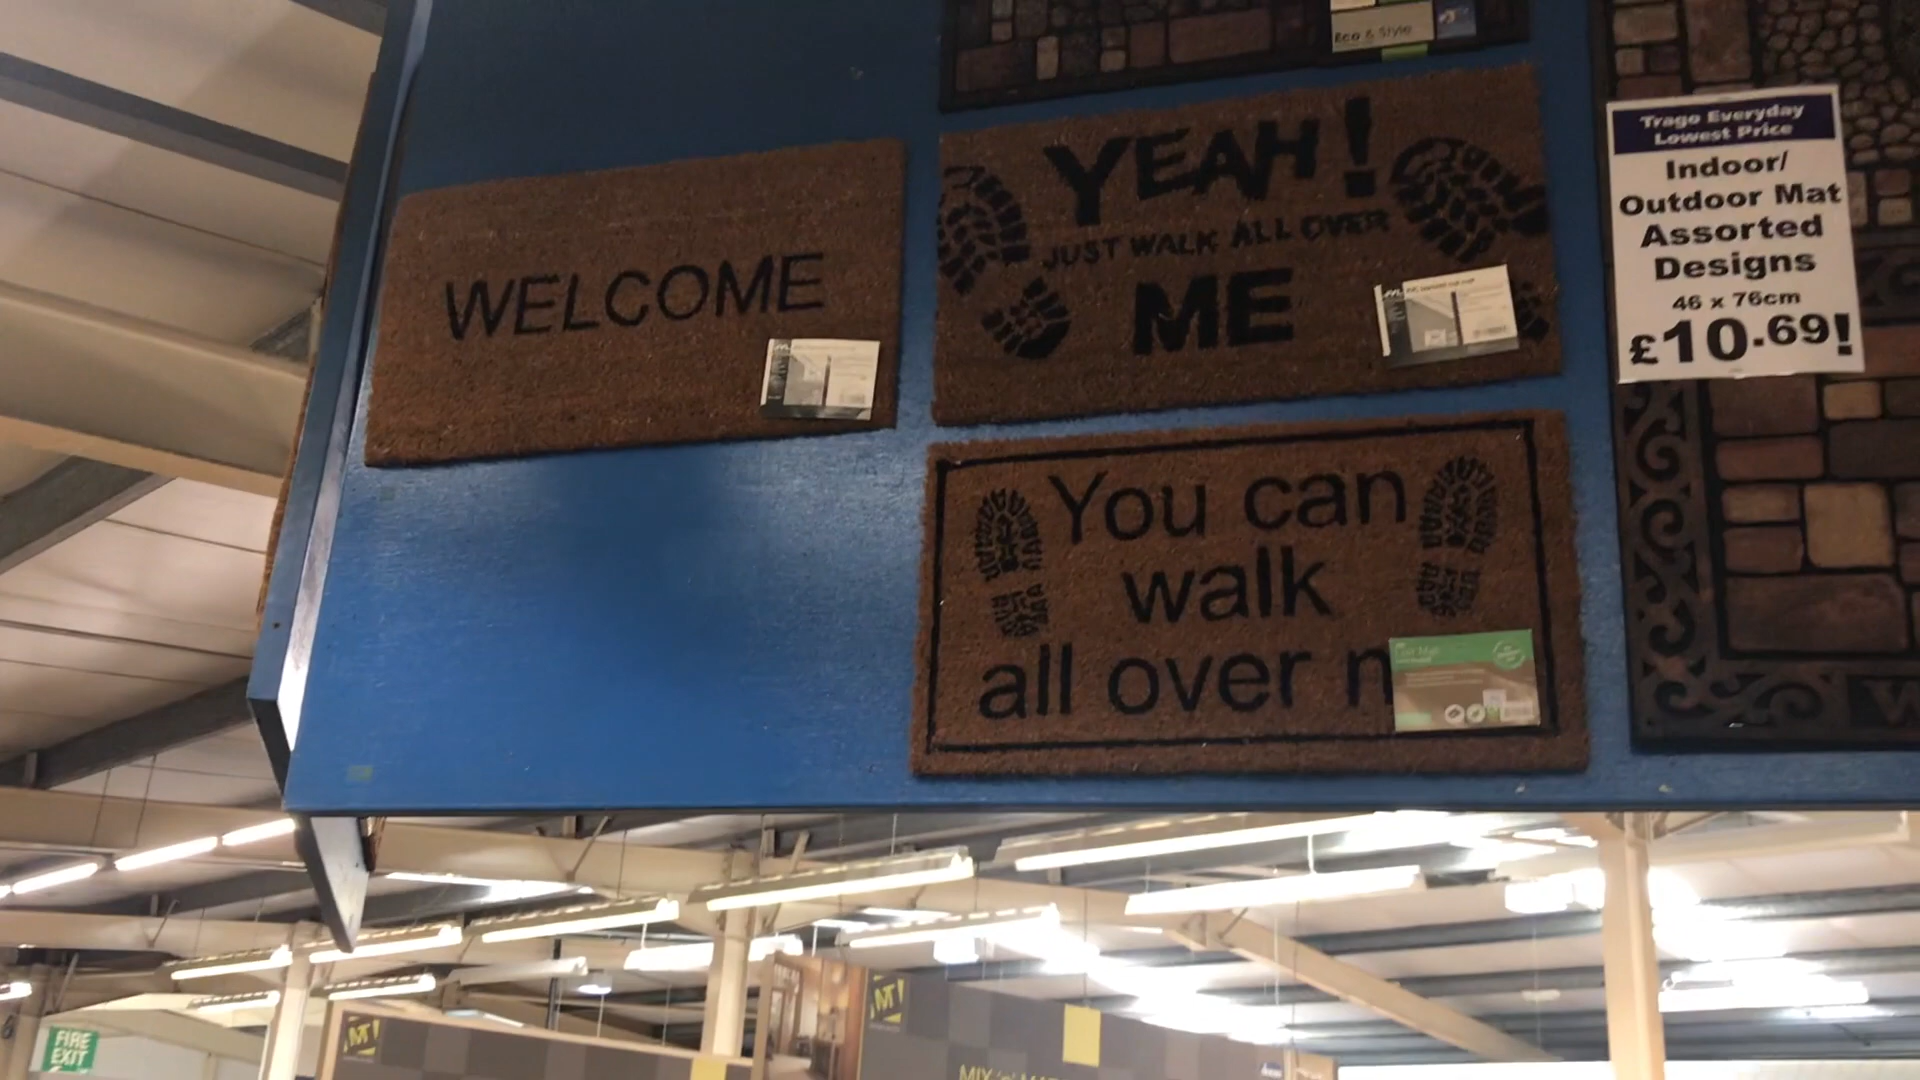 Eco & Style
WELCOME
YEAH!
JUST WALK ALL OVER
ME
You can
walk
all over
Trago Everyday
Lowest Price
Indoor/
Outdoor Mat
Assorted
Designs
46 x 76cm
£10.69!
FIRE
EXIT